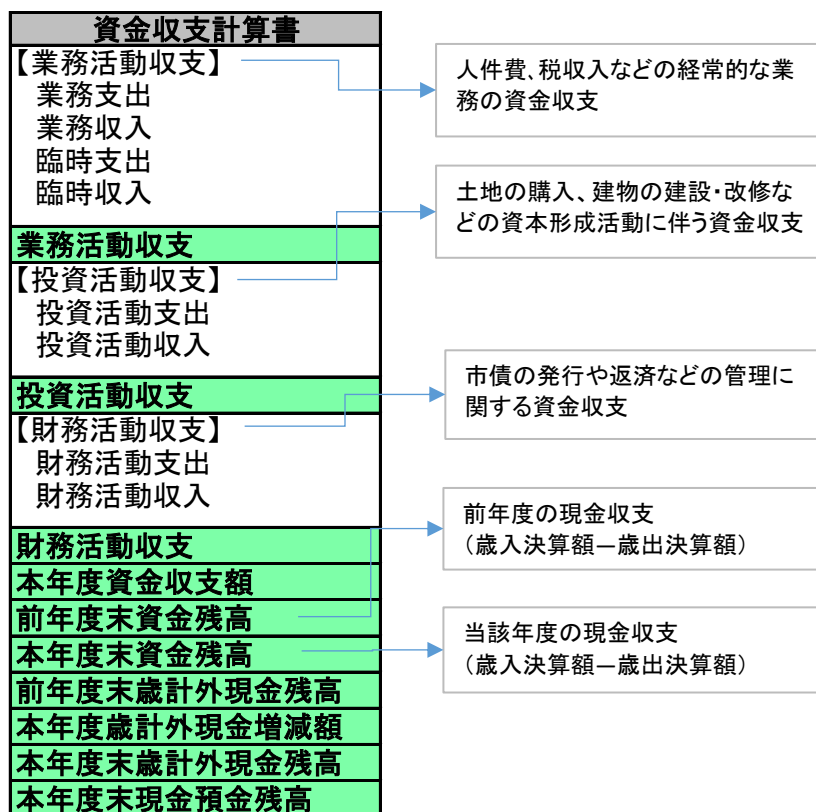 資金収支計算書
【業務活動収支】
業務支出
業務収入
臨時支出
臨時収入
業務活動収支
【投資活動収支】
投資活動支出
投資活動収入
投資活動収支
【財務活動収支】
財務活動支出
財務活動収入
財務活動収支
本年度資金収支額
前年度末資金残高
本年度末資金残高
前年度末歳計外現金残高
本年度歳計外現金増減額
本年度末歳計外現金残高
本年度末現金預金残高
人件費、税収入などの経常的な業
務の資金収支
土地の購入、建物の建設・改修な
どの資本形成活動に伴う資金収支
市債の発行や返済などの管理に
関する資金収支
前年度の現金収支
（歳入決算額―歳出決算額）
当該年度の現金収支
（歳入決算額―歳出決算額）